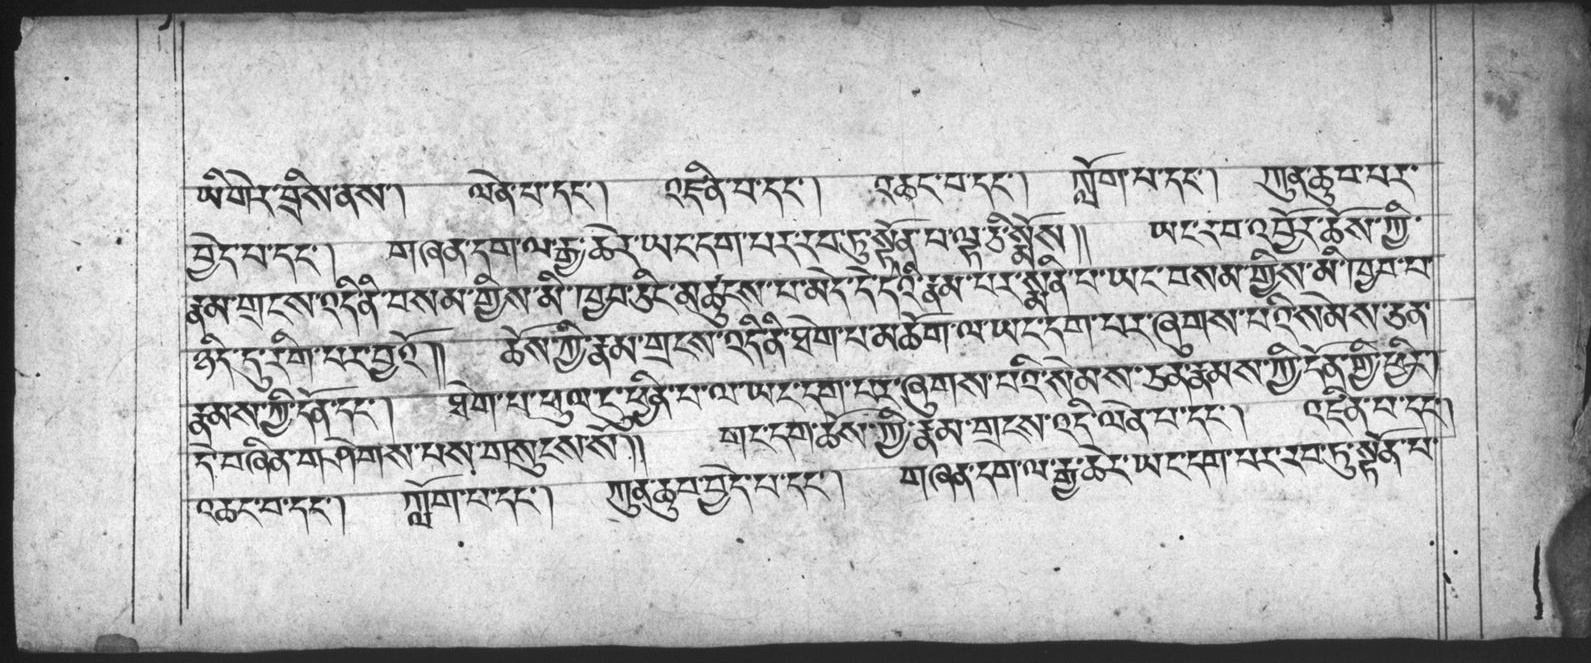 ཡི་གེར་བྲིས་ནས། ལེན་པ་དང་། འཛིན་པ་དང་། འཆང་བ་དང་། ཀློག་པ་དང་། ཀུན་ཆུབ་པར་
བྱེད་པ་དང་། གཞན་དག་ལ་རྒྱ་ཆེར་ཡང་དག་པར་རབ་ཏུ་སྟོན་པ་ལྟ་ཅི་སྨོས།། ཡང་རབ་འབྱོར་ཆོས་ཀྱི་
རྣམ་གྲངས་འདི་ནི་བསམ་གྱིས་མི་ཁྱབ་ཅིང་མཚུངས་པ་མེད་དེ་དེའི་རྣམ་པར་སྨིན་པ་ཡང་བསམ་གྱིས་མི་ཁྱབ་པ་
ཉིད་དུ་རིག་པར་བྱའོ།། ཆོས་ཀྱི་རྣམ་གྲངས་འདི་ནི་ཐེག་པ་མཆོག་ལ་ཡང་དག་པར་ཞུགས་པའི་སེམས་ཅན་
རྣམས་ཀྱི་དོན་དང་། ཐེག་པ་ཕུལ་དུ་ཕྱིན་པ་ལ་ཡང་དག་པར་ཞུགས་པའི་སེམས་ཅན་རྣམས་ཀྱི་དོན་གྱི་ཕྱིར།
དེ་བཞིན་གཤེགས་པས་གསུངས་སོ།། གང་དག་ཆོས་ཀྱི་རྣམ་གྲངས་འདི་ལེན་པ་དང་། འཛིན་པ་དང་།
འཆང་བ་དང་། ཀློག་པ་དང་། ཀུན་ཆུབ་བྱེད་པ་དང་། གཞན་དག་ལ་རྒྱ་ཆེར་ཡང་དག་པར་རབ་ཏུ་སྟོན་པ་